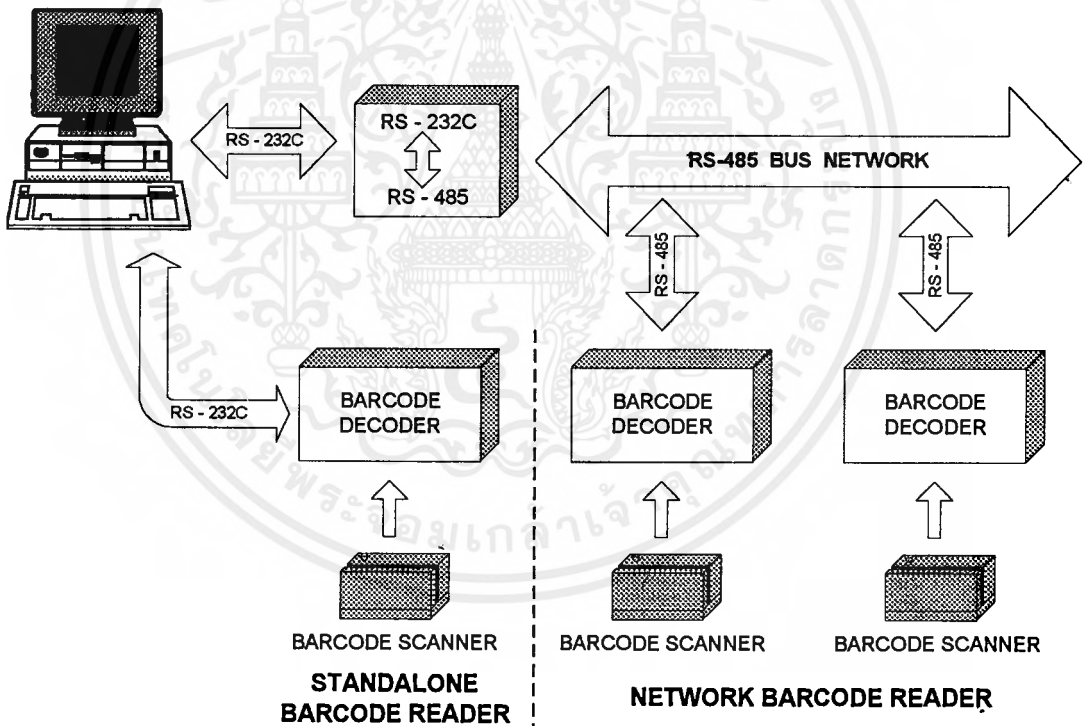 RS - 232C
RS - 232C
RS - 485
RS-485 BUS NETWORK
RS - 485
RS - 485
RS - 232C
BARCODE
DECODER
BARCODE
DECODER
BARCODE
DECODER
BARCODE SCANNER
BARCODE SCANNER
BARCODE SCANNER
STANDALONE
BARCODE READER
NETWORK BARCODE READER